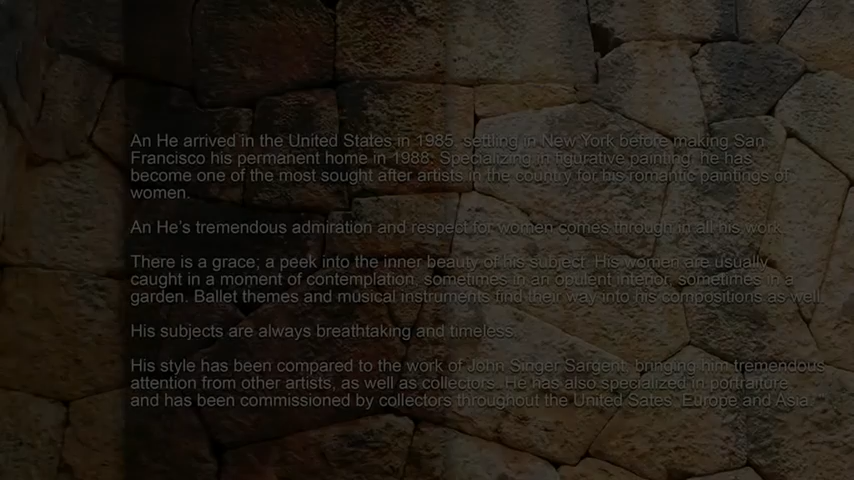 An He arrived in the United States in 1985, settling in New York before making San
Francisco his permanent home in 1988. Specializing in figurative painting, he has
become one of the most sought after artists in the country for his romantic paintings of
women.
An He's tremendous admiration and respect for women comes through in all his work.
There is a grace; a peek into the inner beauty of his subject. His women are usually
caught in a moment of contemplation, sometimes in an opulent interior, sometimes in a
garden. Ballet themes and musical instruments find their way into his compositions as well.
His subjects are always breathtaking and timeless.
His style has been compared to the work of John Singer Sargent, bringing him tremendous
attention from other artists, as well as collectors. He has also specialized in portraiture
and has been commissioned by collectors throughout the United Sates, Europe and Asia.